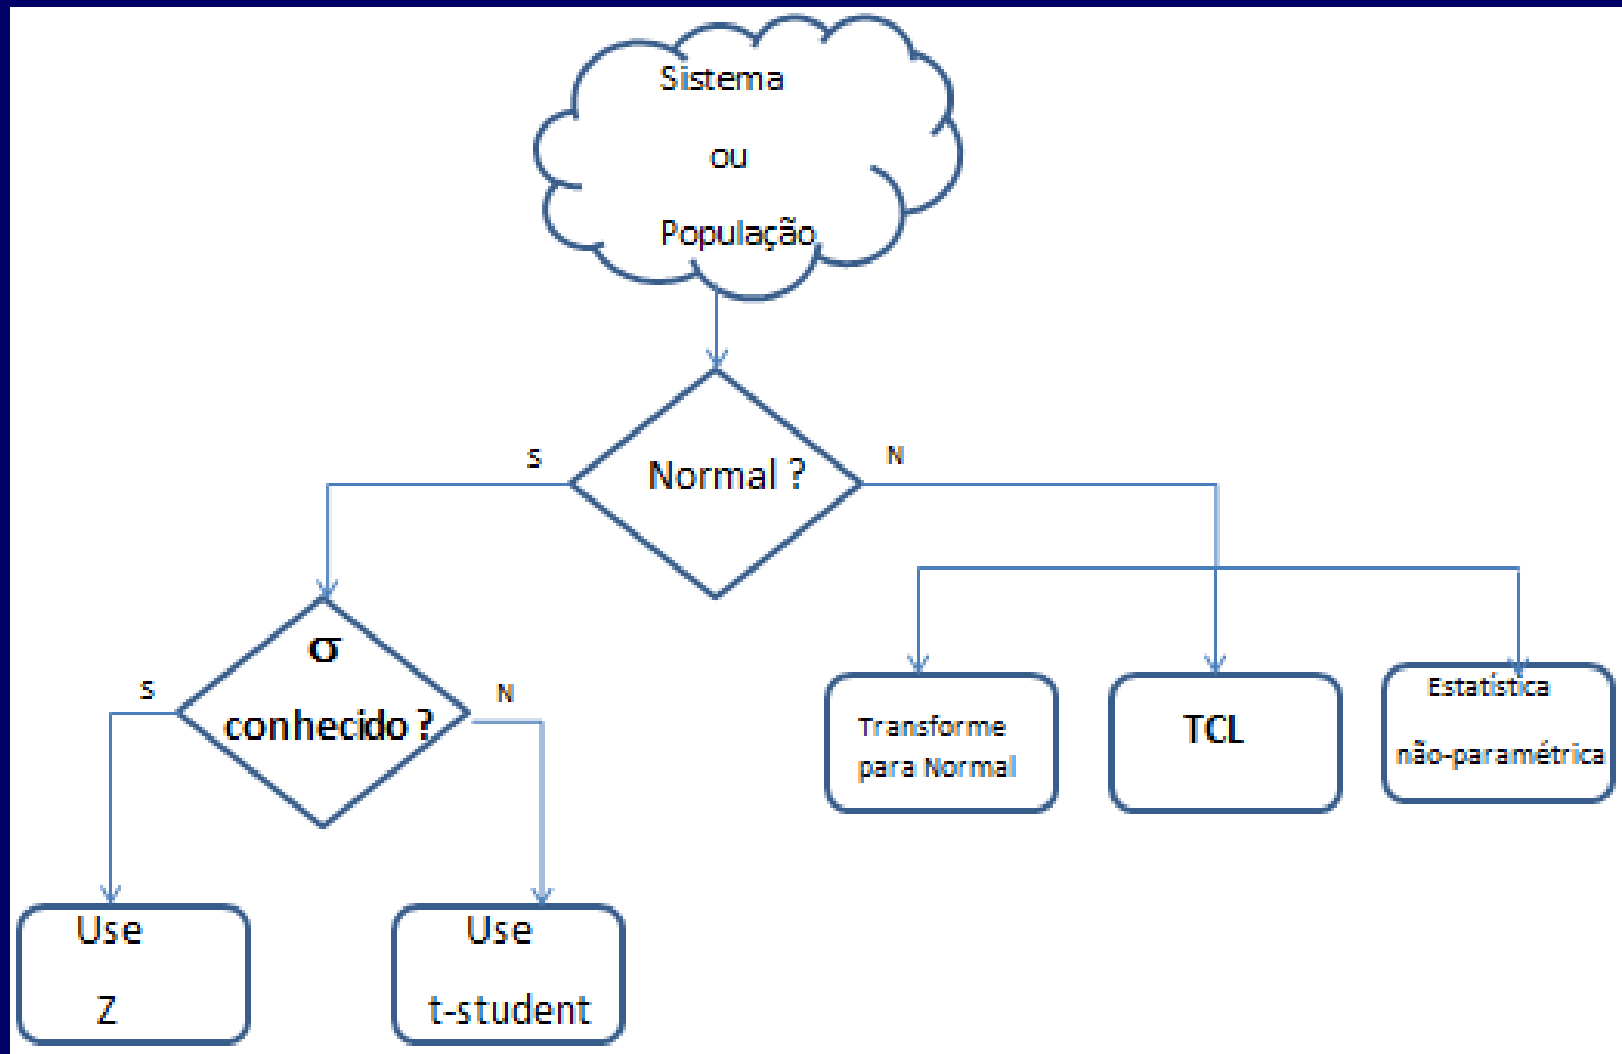 Sistema
ou
População
Normal ?
S
N
σ
conhecido ?
S
N
Transforme
para Normal
TCL
Estatística
não-paramétrica
Use
Z
Use
t-student